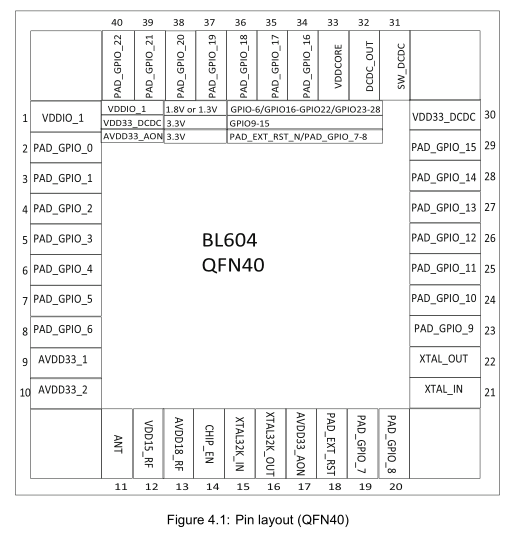 40 39 38 37 36 35 34 33 32 31
PAD_GPIO_22
PAD_GPIO_21
PAD_GPIO_20
PAD_GPIO_19
PAD_GPIO_18
PAD_GPIO_17
PAD_GPIO_16
VDDCORE
DCDC_OUT
SW_DCDC
VDDIO_1 1.8V or 1.3V GPIO-6/GPIO16-GPIO22/GPIO23-28
VDD33_DCDC 3.3V GPIO9-15
AVDD33_AON 3.3V PAD_EXT_RST_N/PAD_GPIO_7-8
1 VDDIO_1
2 PAD_GPIO_0
3 PAD_GPIO_1
4 PAD_GPIO_2
5 PAD_GPIO_3
6 PAD_GPIO_4
7 PAD_GPIO_5
8 PAD_GPIO_6
9 AVDD33_1
10 AVDD33_2
BL604
QFN40
VDD33_DCDC 30
PAD_GPIO_15 29
PAD_GPIO_14 28
PAD_GPIO_13 27
PAD_GPIO_12 26
PAD_GPIO_11 25
PAD_GPIO_10 24
PAD_GPIO_9 23
XTAL_OUT 22
XTAL_IN 21
ANT
VDD15_RF
AVDD18_RF
CHIP_EN
XTAL32K_IN
XTAL32K_OUT
AVDD33_AON
PAD_EXT_RST
PAD_GPIO_7
PAD_GPIO_8
11 12 13 14 15 16 17 18 19 20
Figure 4.1: Pin layout (QFN40)